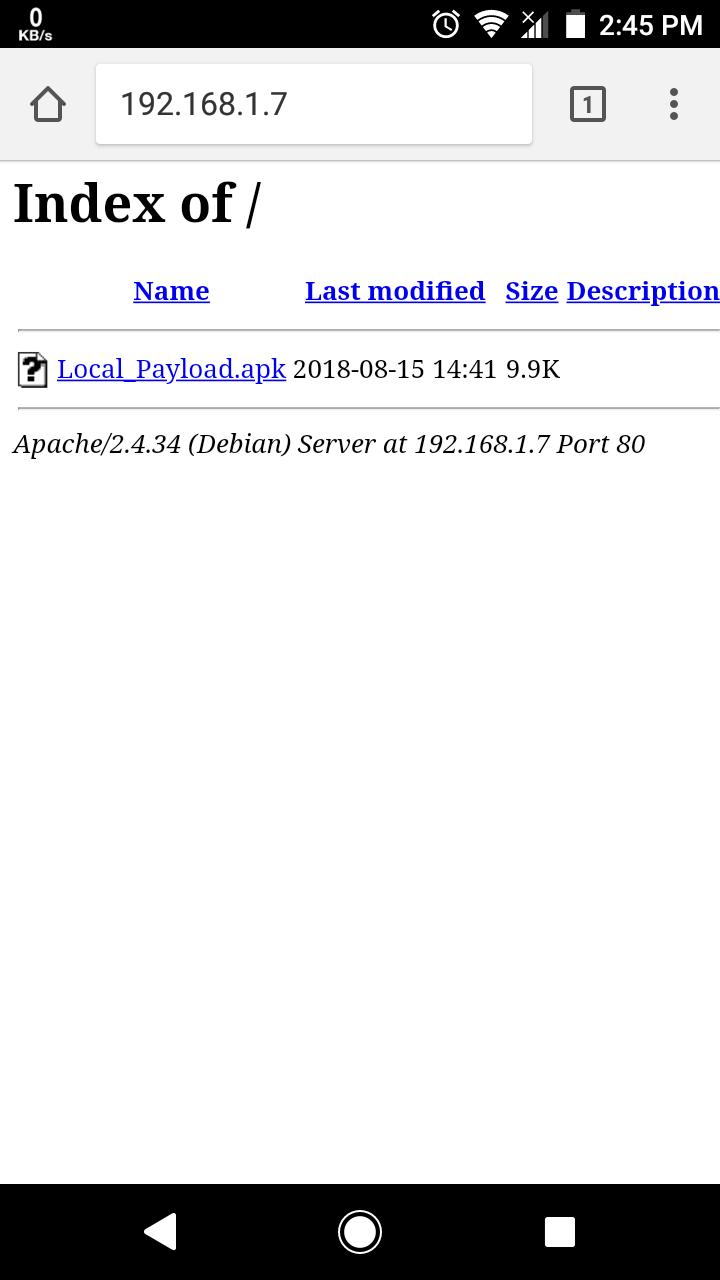 0
KB/s
2:45 PM
192.168.1.7
1
Index of /
Name Last modified Size Description
? Local_Payload.apk 2018-08-15 14:41 9.9K
Apache/2.4.34 (Debian) Server at 192.168.1.7 Port 80